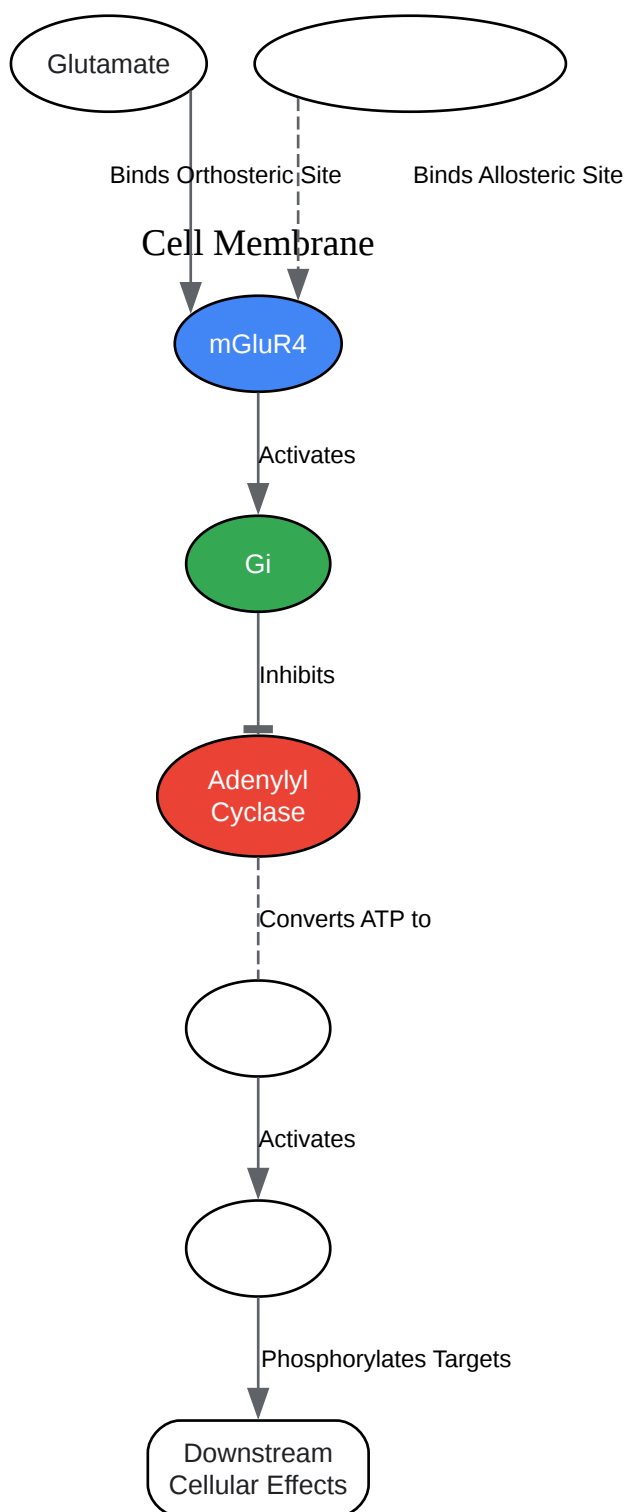 Glutamate
Binds Orthosteric Site
Binds Allosteric Site
Cell Membrane
mGluR4
Activates
Gi
Inhibits
Adenylyl
Cyclase
Converts ATP to
Activates
Phosphorylates Targets
Downstream
Cellular Effects